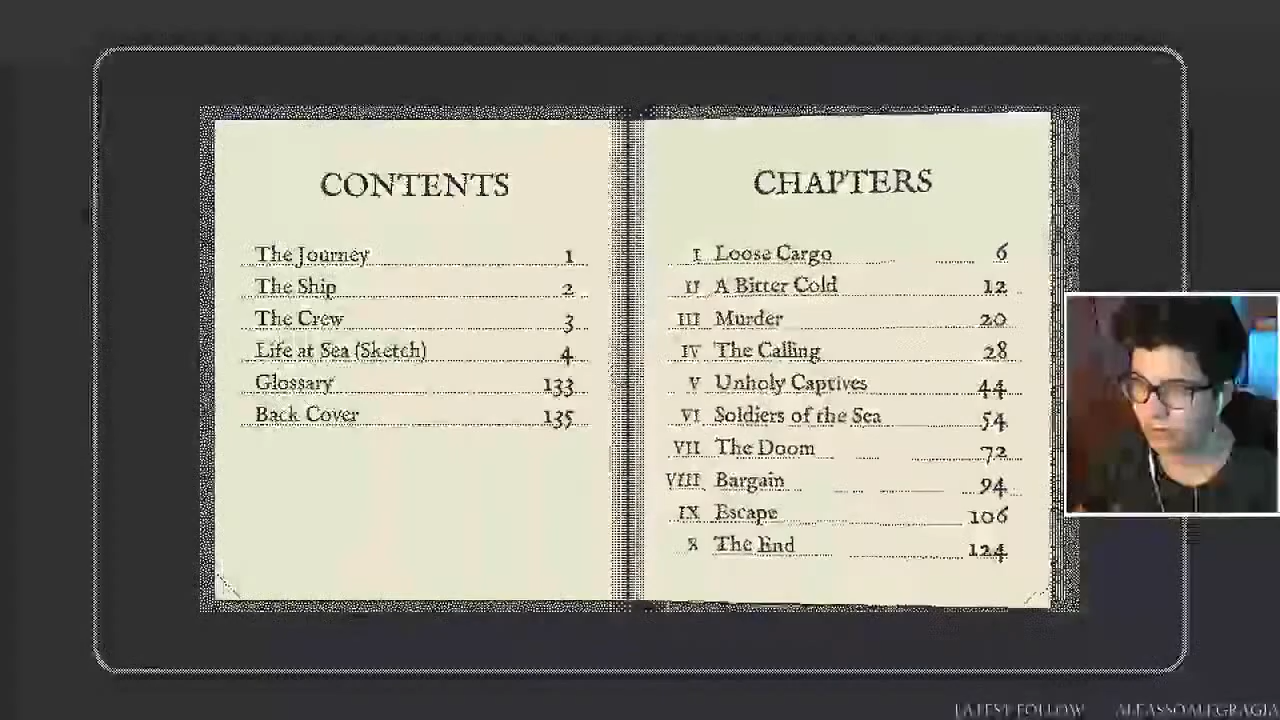 CONTENTS
The Journey 1
The Ship 2
The Crew 3
Life at Sea (Sketch) 4
Glossary 133
Back Cover 135
CHAPTERS
I Loose Cargo 6
II A Bitter Cold 12
III Murder 20
IV The Calling 28
V Unholy Captives 44
VI Soldiers of the Sea 54
VII The Doom 72
VIII Bargain 94
IX Escape 106
X The End 124
LATEST FOLLOW